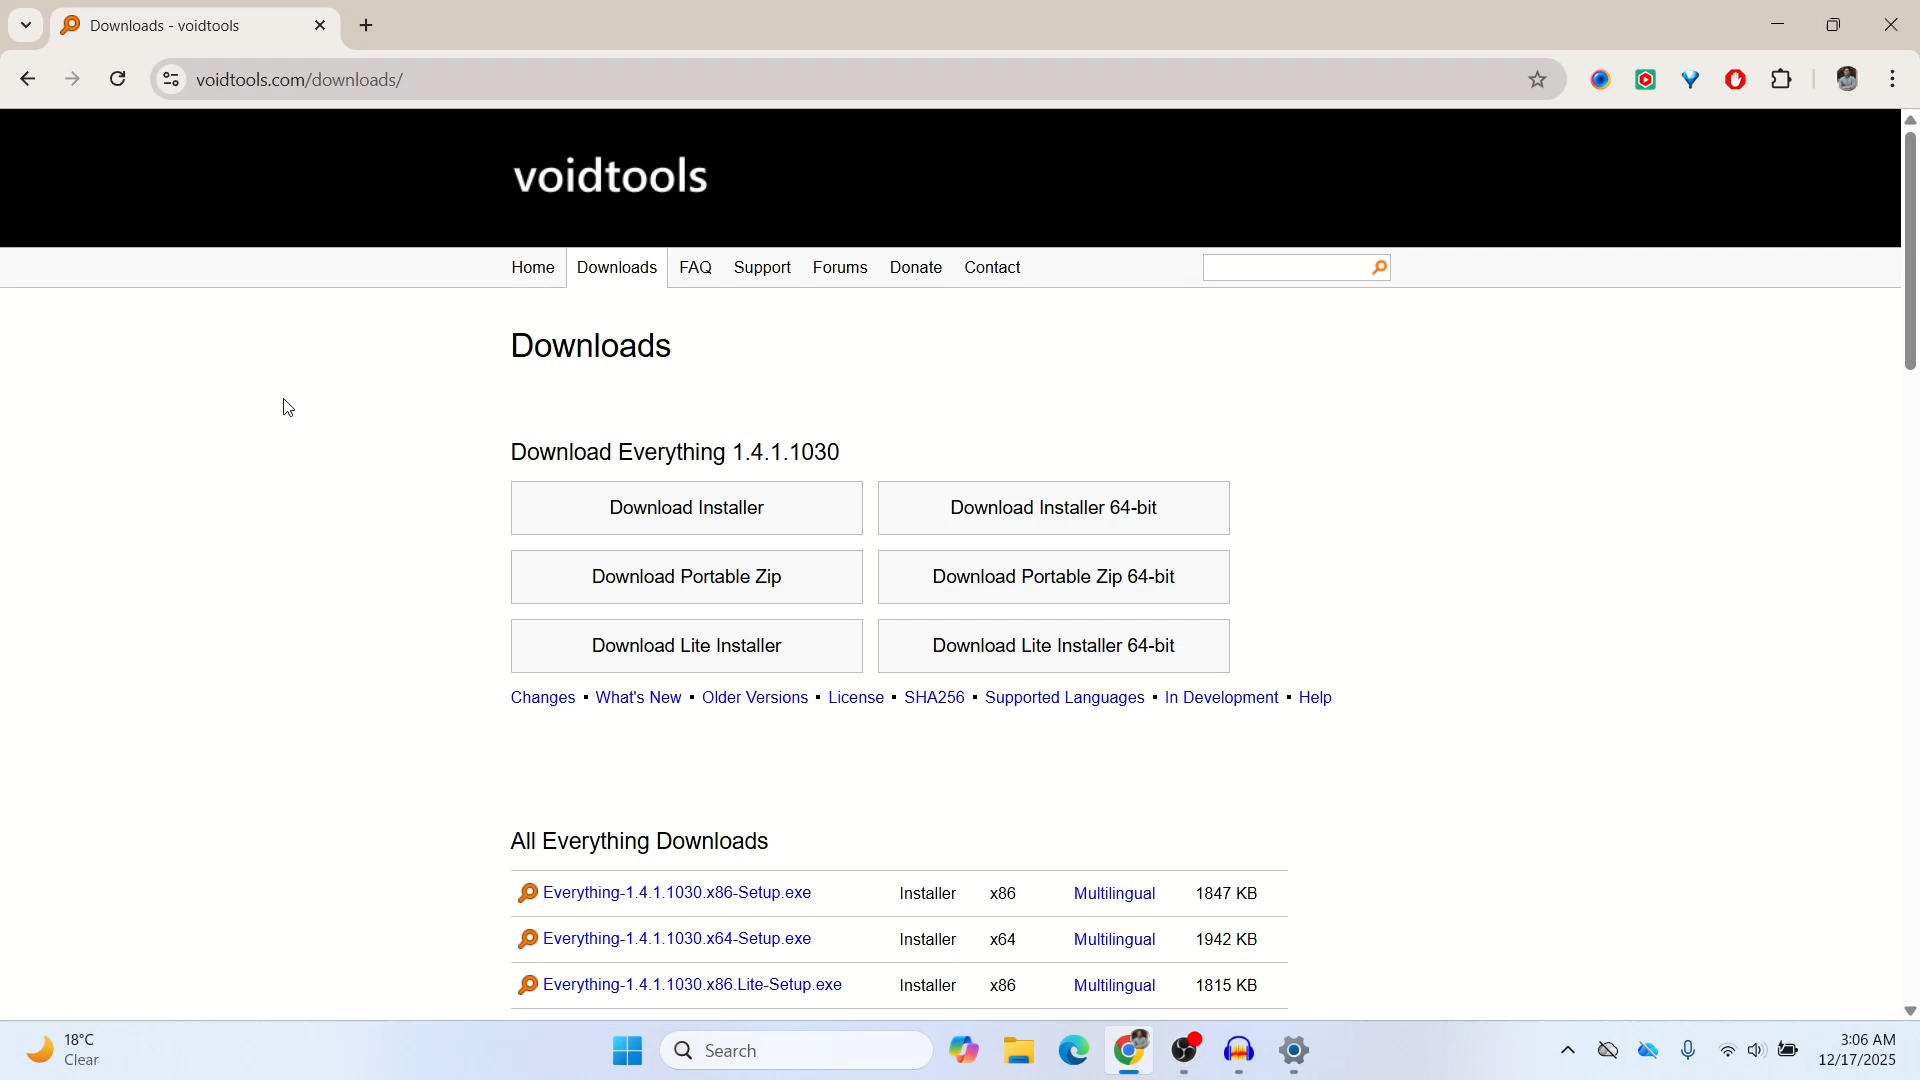 Downloads - voidtools
voidtools.com/downloads/
voidtools
Home Downloads FAQ Support Forums Donate Contact
Downloads
Download Everything 1.4.1.1030
Download Installer Download Installer 64-bit
Download Portable Zip Download Portable Zip 64-bit
Download Lite Installer Download Lite Installer 64-bit
Changes ▪ What's New ▪ Older Versions ▪ License ▪ SHA256 ▪ Supported Languages ▪ In Development ▪ Help
All Everything Downloads
Everything-1.4.1.1030.x86-Setup.exe Installer x86 Multilingual 1847 KB
Everything-1.4.1.1030.x64-Setup.exe Installer x64 Multilingual 1942 KB
Everything-1.4.1.1030.x86.Lite-Setup.exe Installer x86 Multilingual 1815 KB
18°C
Clear
Search
3:06 AM
12/17/2025